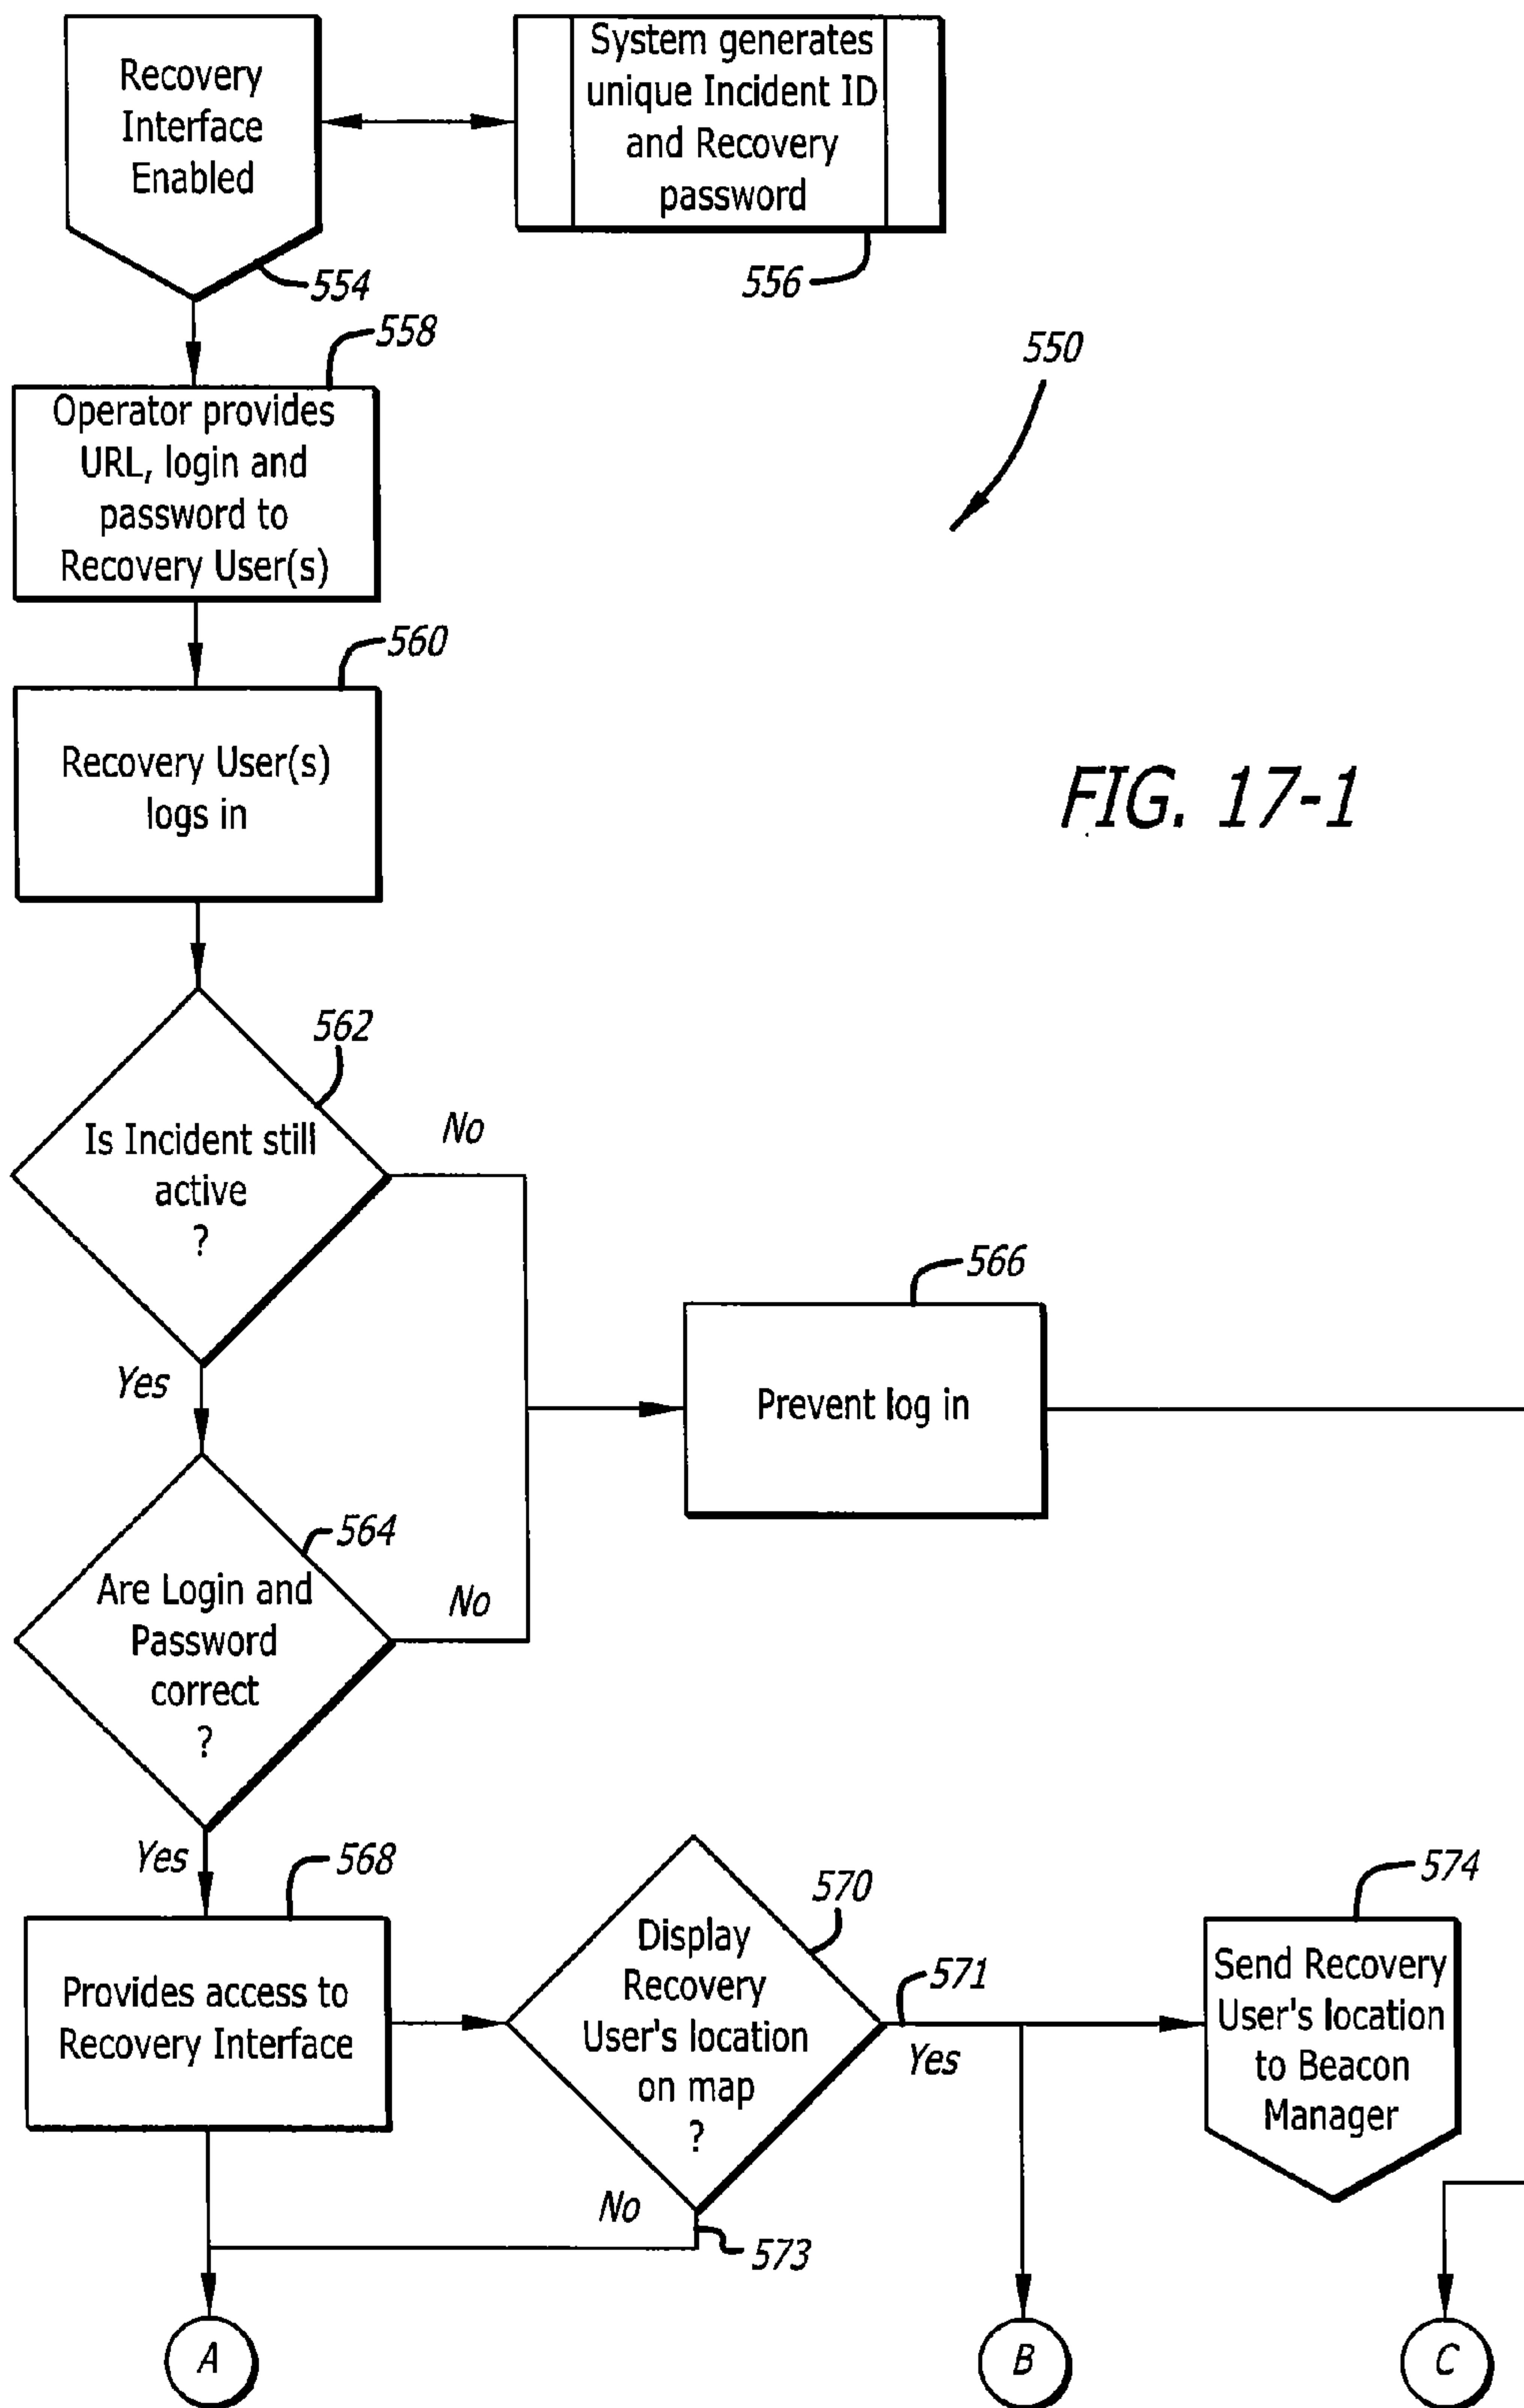 Recovery
Interface
Enabled
554
System generates
unique Incident ID
and Recovery
password
556
558
550
Operator provides
URL, login and
password to
Recovery User(s)
560
Recovery User(s)
logs in
FIG. 17-1
562
Is Incident still
active
?
No
Yes
566
Prevent log in
564
Are Login and
Password
correct
?
No
Yes
568
Provides access to
Recovery Interface
570
Display
Recovery
User's location
on map
?
571
Yes
No
573
574
Send Recovery
User's location
to Beacon
Manager
A
B
C